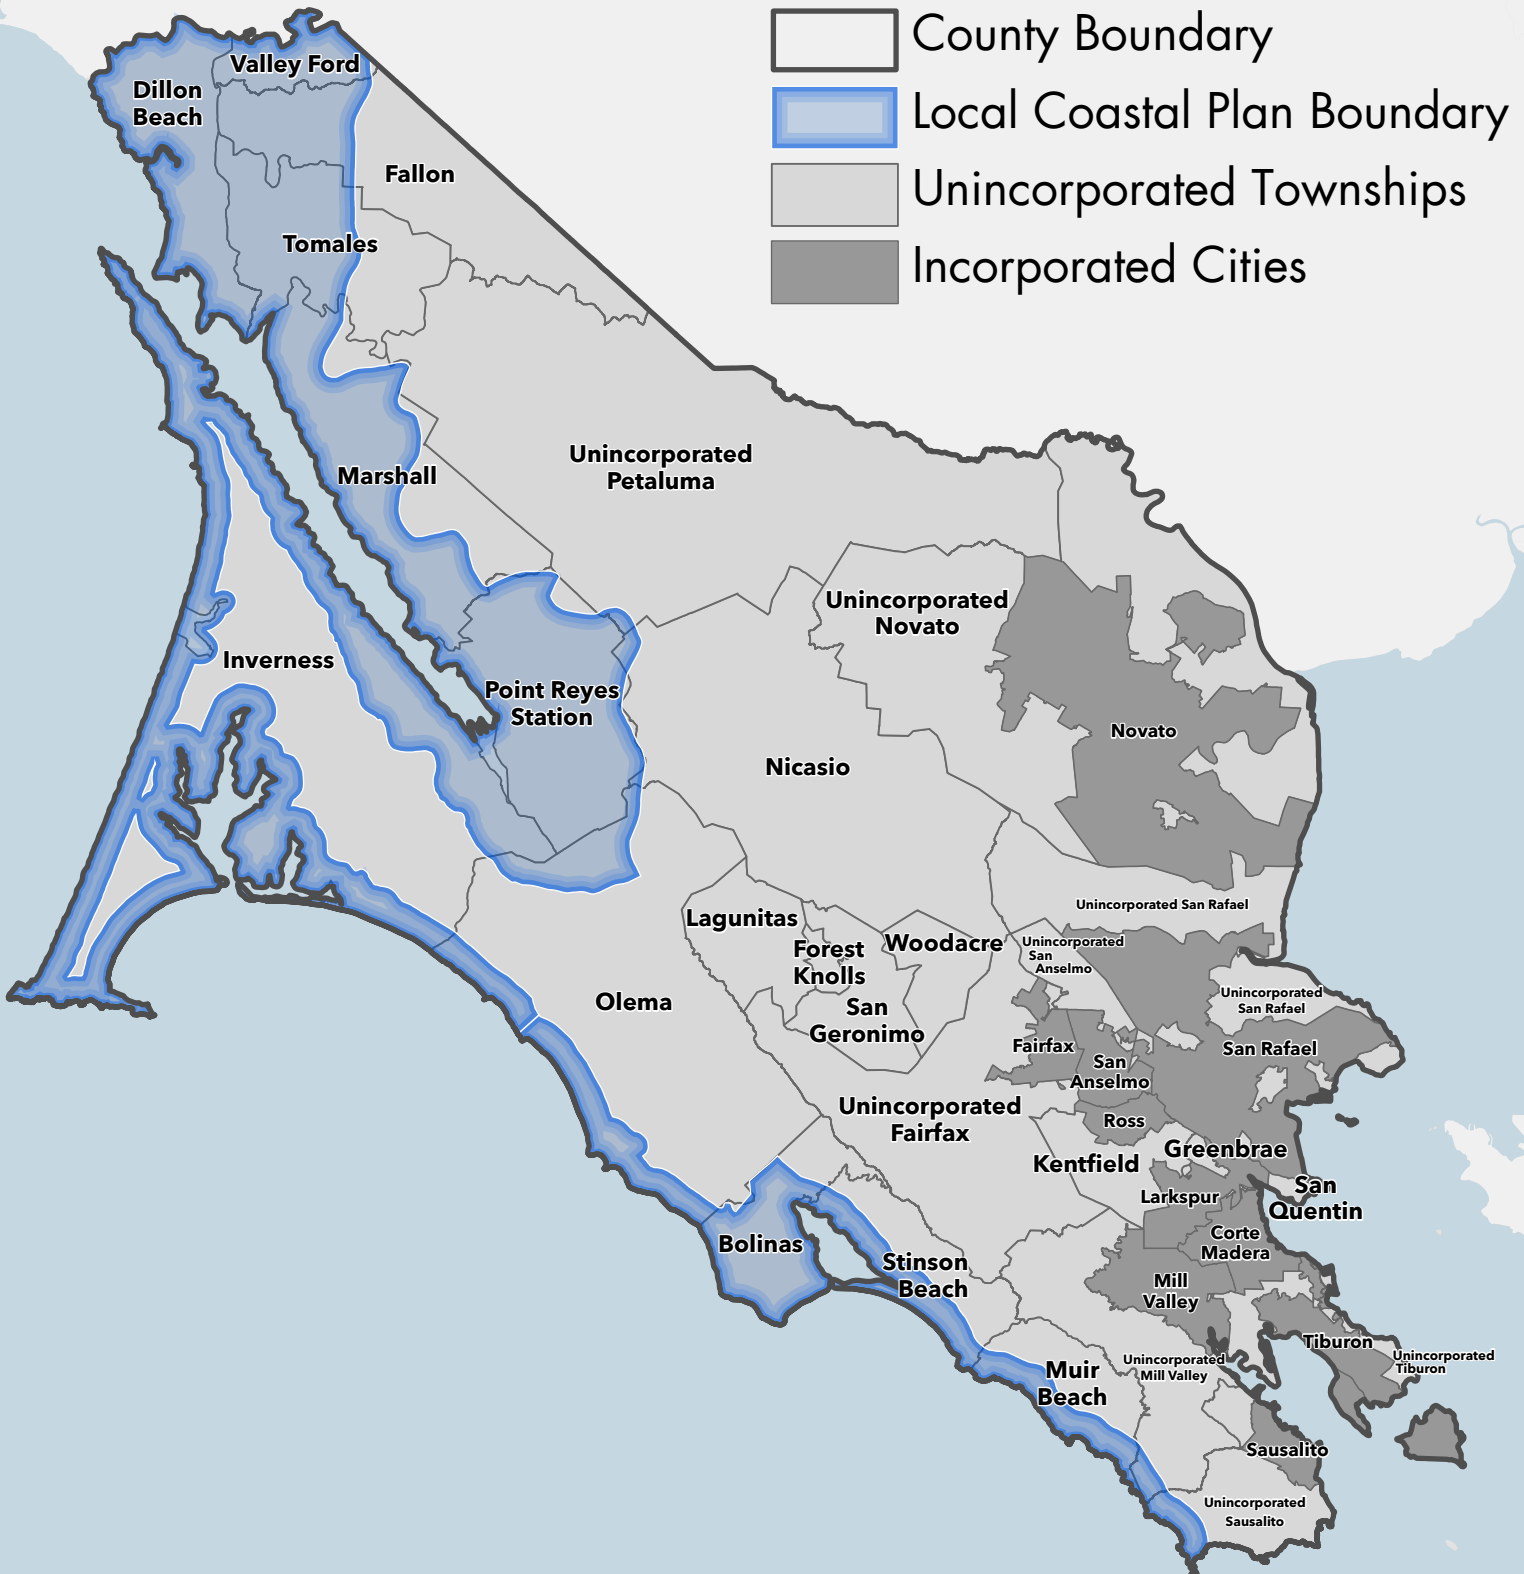 County Boundary
Local Coastal Plan Boundary
Unincorporated Townships
Incorporated Cities
Valley Ford
Dillon
Beach
Fallon
Tomales
Marshall
Unincorporated
Petaluma
Unincorporated
Novato
Inverness
Point Reyes
Station
Novato
Nicasio
Unincorporated San Rafael
Lagunitas
Forest
Knolls
Woodacre
Unincorporated
San
Anselmo
Olema
San
Geronimo
Unincorporated
San Rafael
Fairfax
San
Anselmo
San Rafael
Unincorporated
Fairfax
Ross
Greenbrae
Kentfield
Larkspur
San
Quentin
Bolinas
Corte
Madera
Stinson
Beach
Mill
Valley
Tiburon
Unincorporated
Tiburon
Muir
Beach
Unincorporated
Mill Valley
Sausalito
Unincorporated
Sausalito